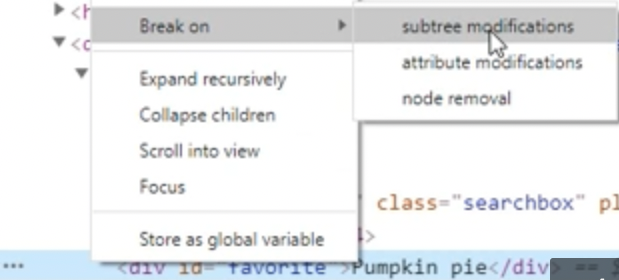 <h
Break on
subtree modifications
<d
attribute modifications
Expand recursively
node removal
Collapse children
Scroll into view
Focus
class="searchbox" pl
Store as global variable
>
<div id="favorite">Pumpkin pie</div> ==